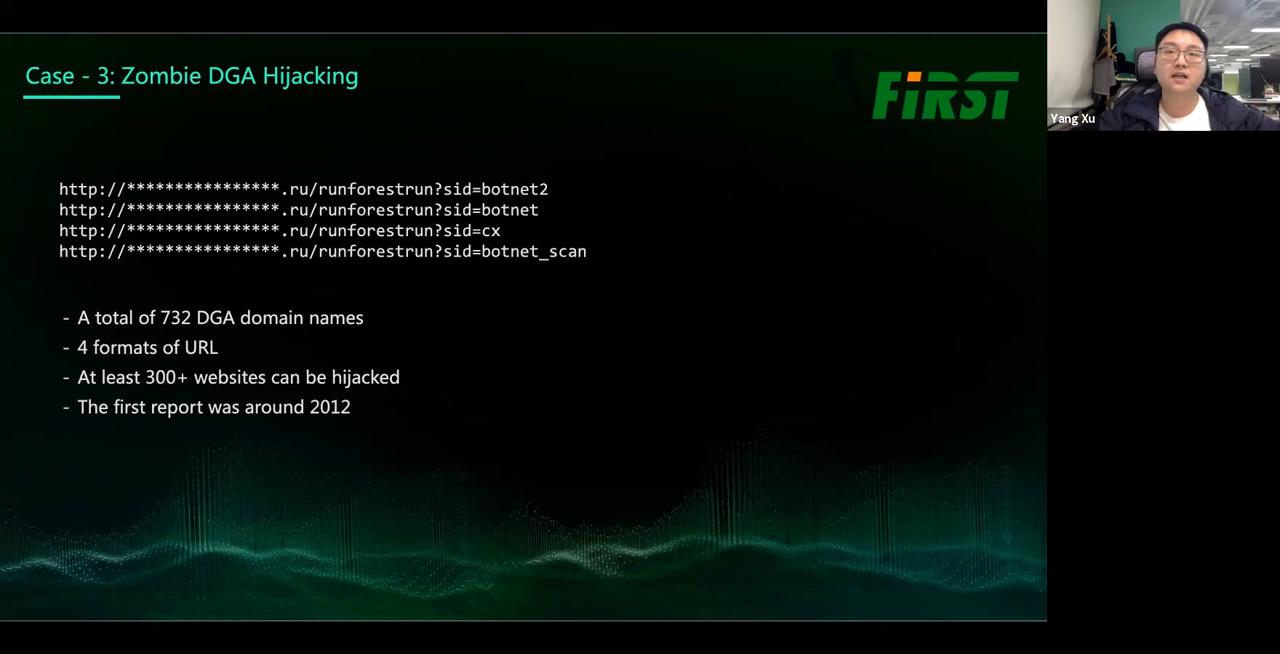 Case - 3: Zombie DGA Hijacking
FiRST
Yang Xu
http://****************.ru/runforestrun?sid=botnet2
http://****************.ru/runforestrun?sid=botnet
http://****************.ru/runforestrun?sid=cx
http://****************.ru/runforestrun?sid=botnet_scan
- A total of 732 DGA domain names
- 4 formats of URL
- At least 300+ websites can be hijacked
- The first report was around 2012